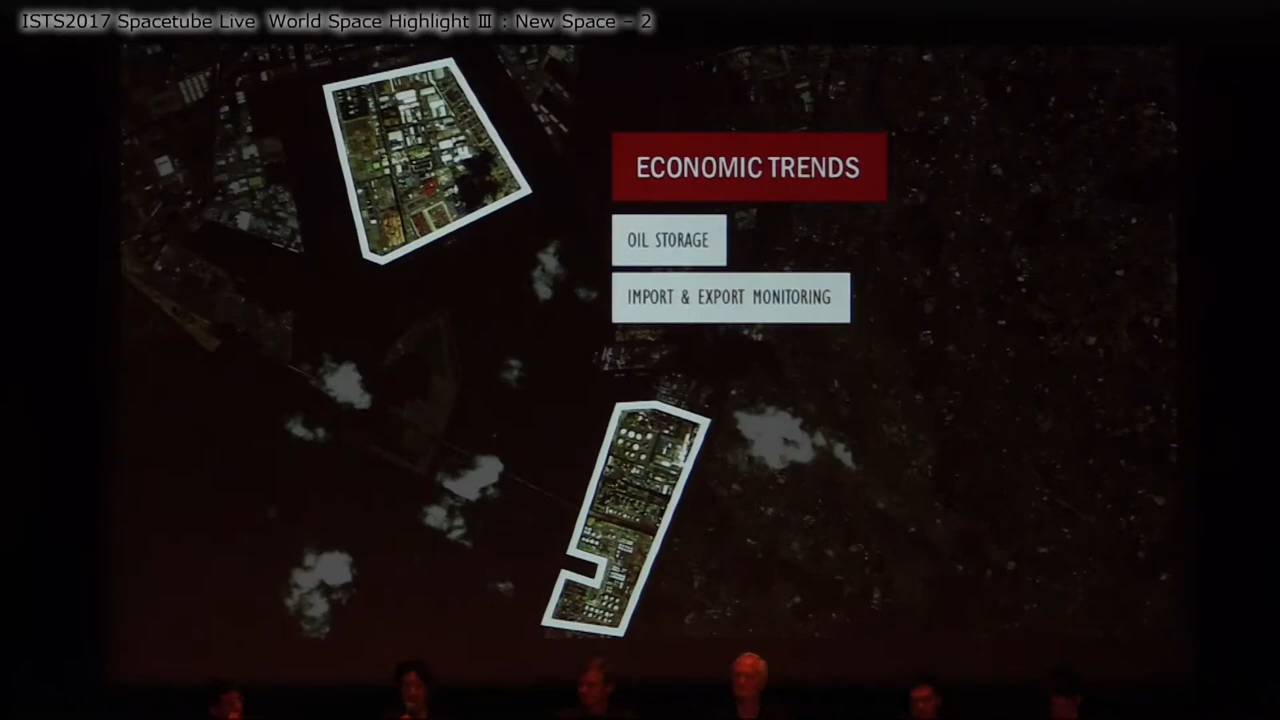 ISTS2017 Spacetube Live World Space Highlight Ⅲ : New Space – 2
ECONOMIC TRENDS
OIL STORAGE
IMPORT & EXPORT MONITORING